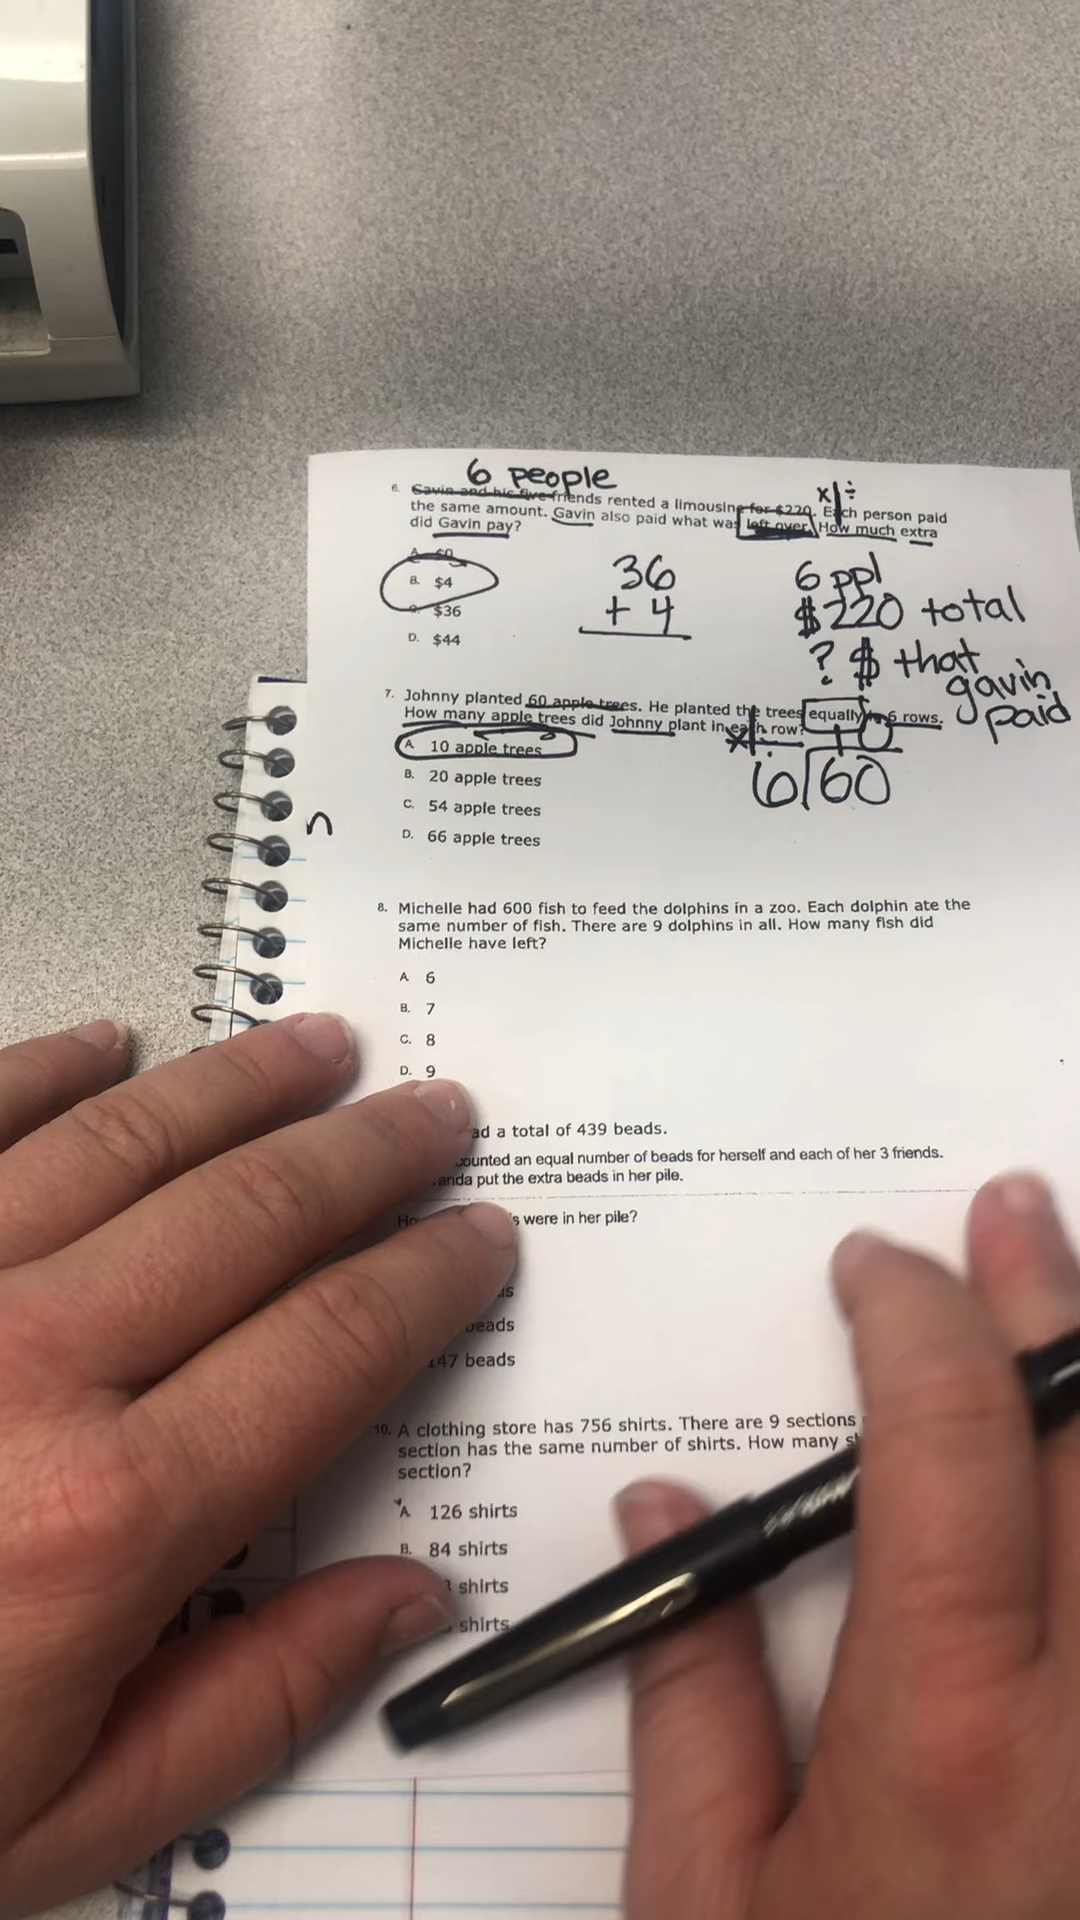 6 people
6. Gavin and his five friends rented a limousine for $220. Each person paid
x|÷
the same amount. Gavin also paid what was left over. How much extra
did Gavin pay?
A. $0
B. $4
C. $36
D. $44
36
+ 4
6 ppl
$220 total
? $ that
gavin
paid
7. Johnny planted 60 apple trees. He planted the trees equally in 6 rows.
How many apple trees did Johnny plant in each row?
x|÷
A. 10 apple trees
B. 20 apple trees
C. 54 apple trees
D. 66 apple trees
10
6)60
n
8. Michelle had 600 fish to feed the dolphins in a zoo. Each dolphin ate the
same number of fish. There are 9 dolphins in all. How many fish did
Michelle have left?
A 6
B. 7
C. 8
D. 9
ad a total of 439 beads.
counted an equal number of beads for herself and each of her 3 friends.
anda put the extra beads in her pile.
were in her pile?
beads
147 beads
10. A clothing store has 756 shirts. There are 9 sections
section has the same number of shirts. How many
section?
A 126 shirts
B. 84 shirts
shirts
shirts